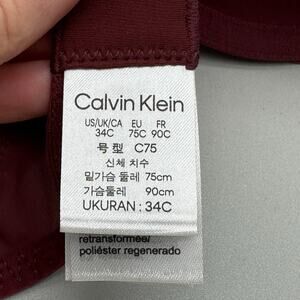 Calvin Klein
US/UK/CA EU FR
34C 75C 90C
号型 C75
신체 치수
밑가슴 둘레 75cm
가슴둘레 90cm
UKURAN : 34C
retransformée/
poliéster regenerado